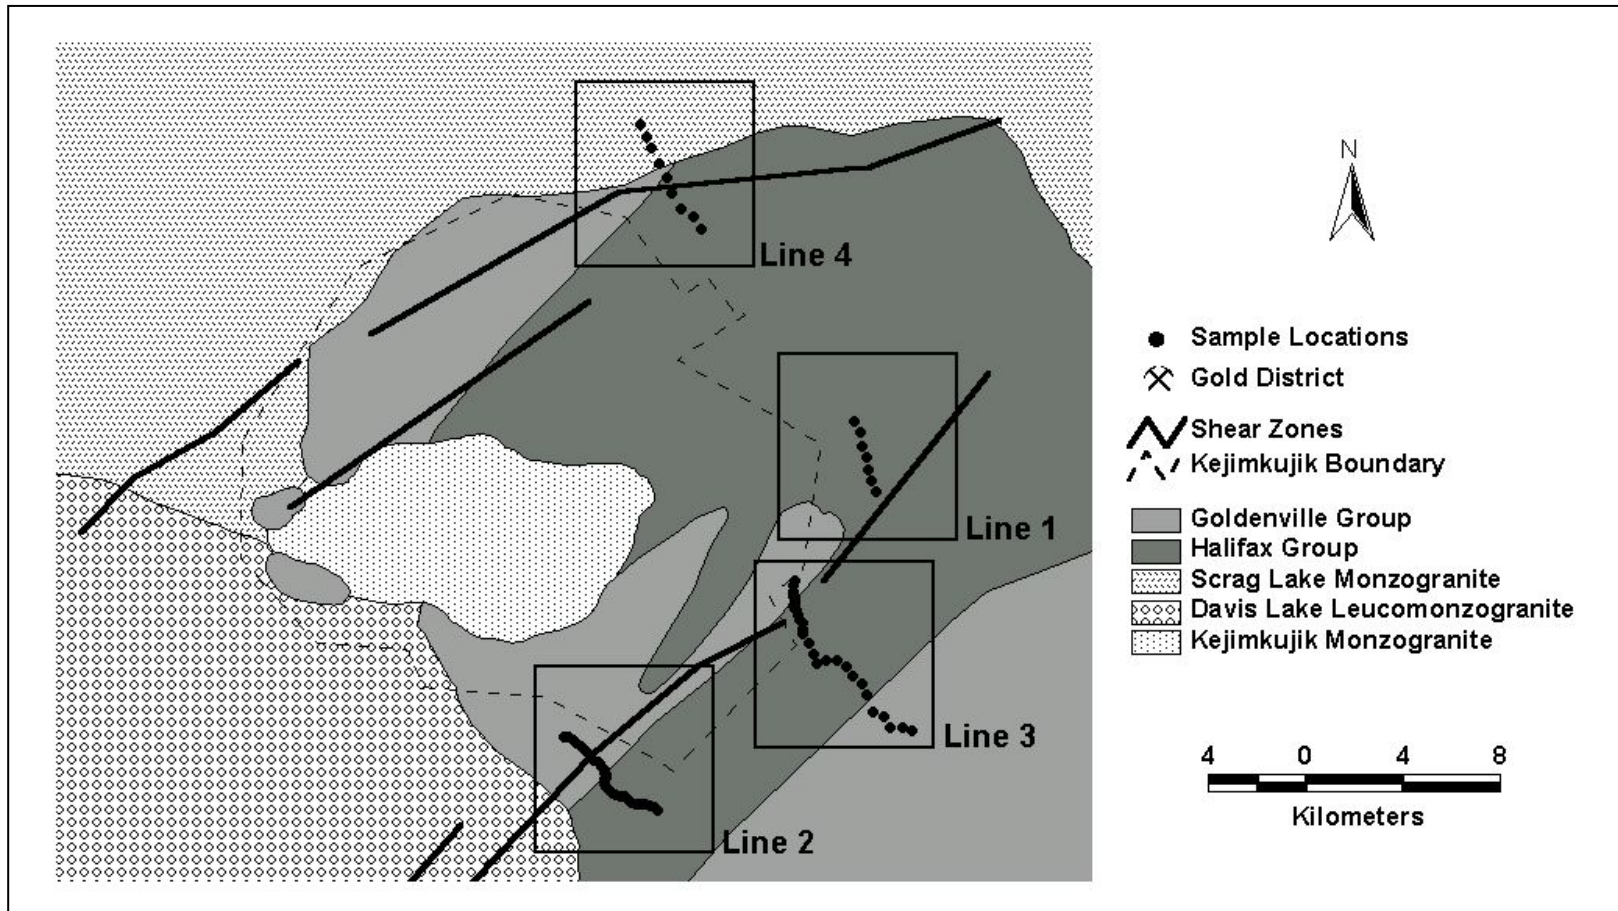 Line 4
Line 1
Line 3
Line 2
N
Sample Locations
Gold District
Shear Zones
Kejimkujik Boundary
Goldenville Group
Halifax Group
Scrag Lake Monzogranite
Davis Lake Leucomonzogranite
Kejimkujik Monzogranite
4 0 4 8
Kilometers